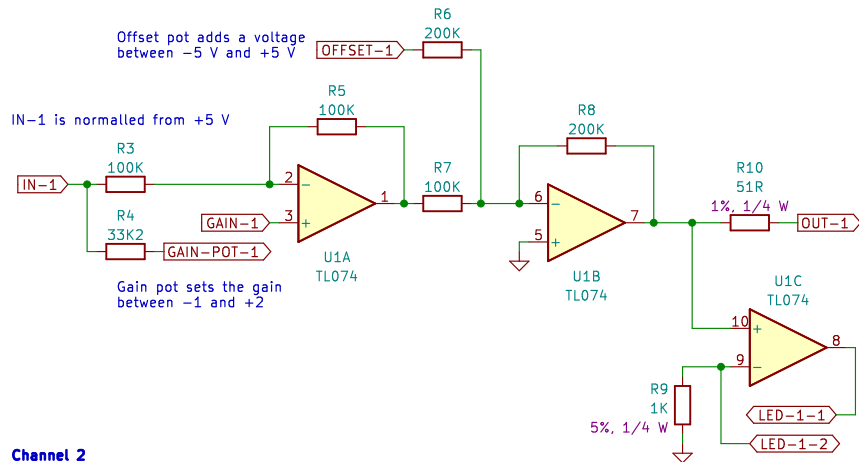 R6
200K
Offset pot adds a voltage
between -5 V and +5 V
OFFSET-1
R5
100K
R8
200K
IN-1 is normalled from +5 V
R3
100K
R7
100K
R10
51R
1%, 1/4 W
IN-1
2
-
1
3
+
6
-
7
5
+
OUT-1
GAIN-1
R4
33K2
GAIN-POT-1
U1A
TL074
U1B
TL074
U1C
TL074
Gain pot sets the gain
between -1 and +2
10
+
8
9
-
R9
1K
5%, 1/4 W
LED-1-1
LED-1-2
Channel 2